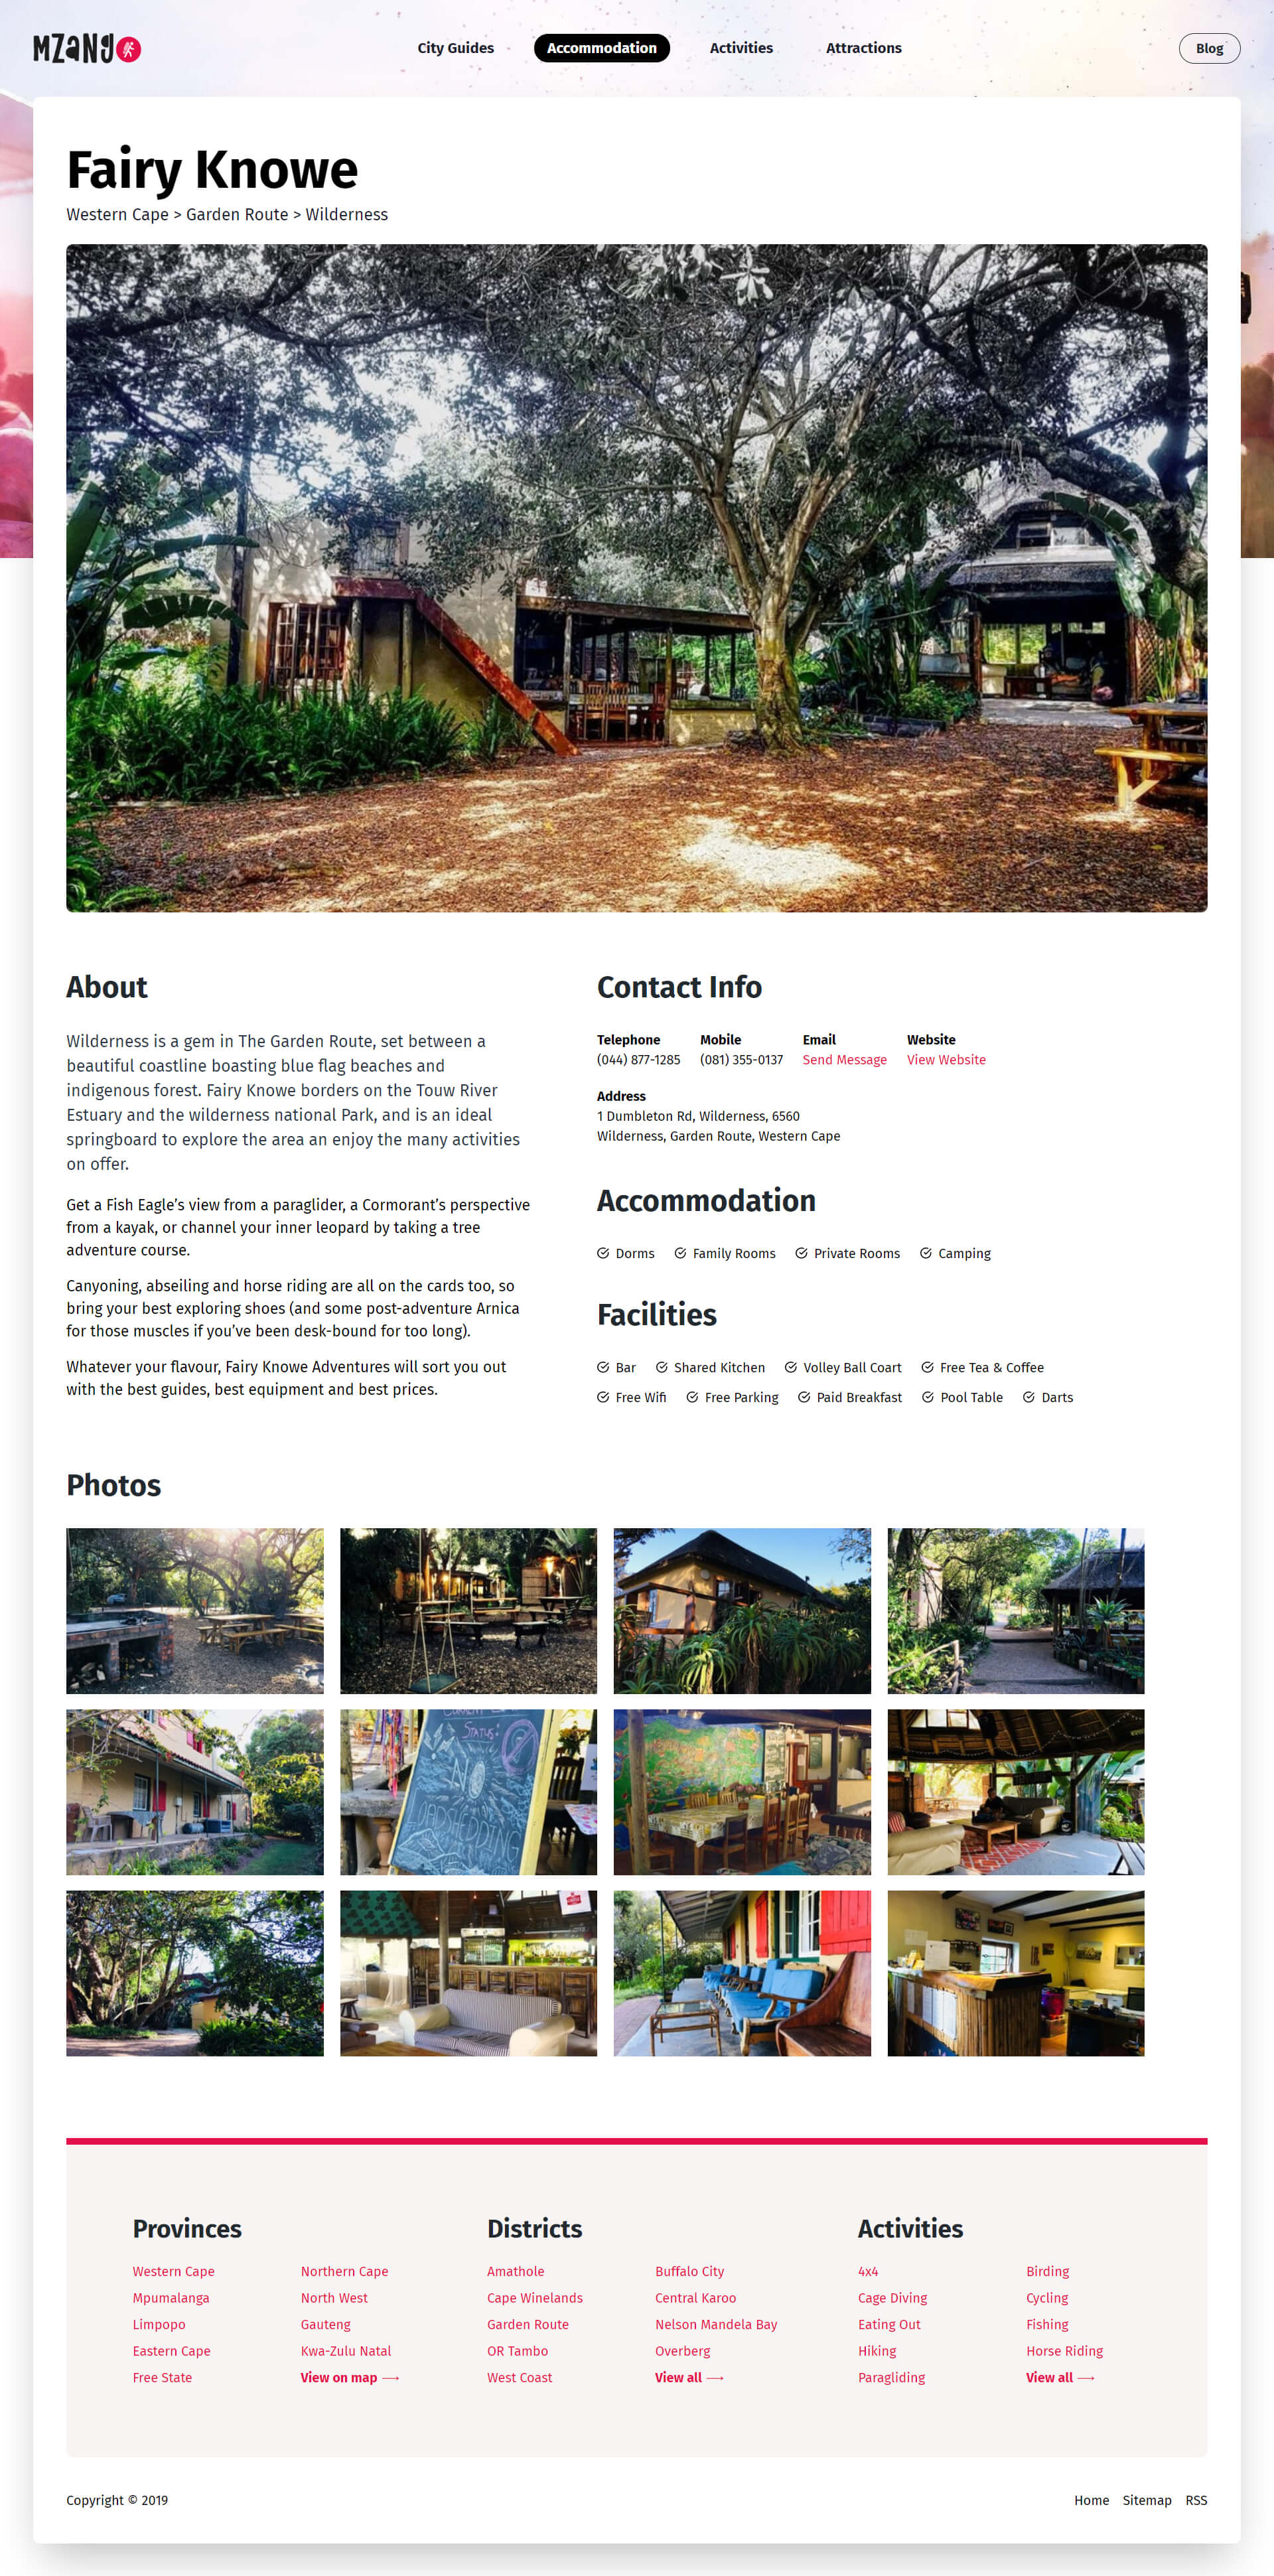 MZANGO
City Guides
Accommodation
Activities
Attractions
Blog
Fairy Knowe
Western Cape > Garden Route > Wilderness
About
Wilderness is a gem in The Garden Route, set between a
beautiful coastline boasting blue flag beaches and
indigenous forest. Fairy Knowe borders on the Touw River
Estuary and the wilderness national Park, and is an ideal
springboard to explore the area an enjoy the many activities
on offer.
Get a Fish Eagle’s view from a paraglider, a Cormorant’s perspective
from a kayak, or channel your inner leopard by taking a tree
adventure course.
Canyoning, abseiling and horse riding are all on the cards too, so
bring your best exploring shoes (and some post-adventure Arnica
for those muscles if you’ve been desk-bound for too long).
Whatever your flavour, Fairy Knowe Adventures will sort you out
with the best guides, best equipment and best prices.
Contact Info
Telephone
(044) 877-1285
Mobile
(081) 355-0137
Email
Send Message
Website
View Website
Address
1 Dumbleton Rd, Wilderness, 6560
Wilderness, Garden Route, Western Cape
Accommodation
Dorms
Family Rooms
Private Rooms
Camping
Facilities
Bar
Shared Kitchen
Volley Ball Coart
Free Tea & Coffee
Free Wifi
Free Parking
Paid Breakfast
Pool Table
Darts
Photos
STATUS:
Provinces
Western Cape
Mpumalanga
Limpopo
Eastern Cape
Free State
Northern Cape
North West
Gauteng
Kwa-Zulu Natal
View on map ⟶
Districts
Amathole
Cape Winelands
Garden Route
OR Tambo
West Coast
Buffalo City
Central Karoo
Nelson Mandela Bay
Overberg
View all ⟶
Activities
4x4
Cage Diving
Eating Out
Hiking
Paragliding
Birding
Cycling
Fishing
Horse Riding
View all ⟶
Copyright © 2019
Home
Sitemap
RSS